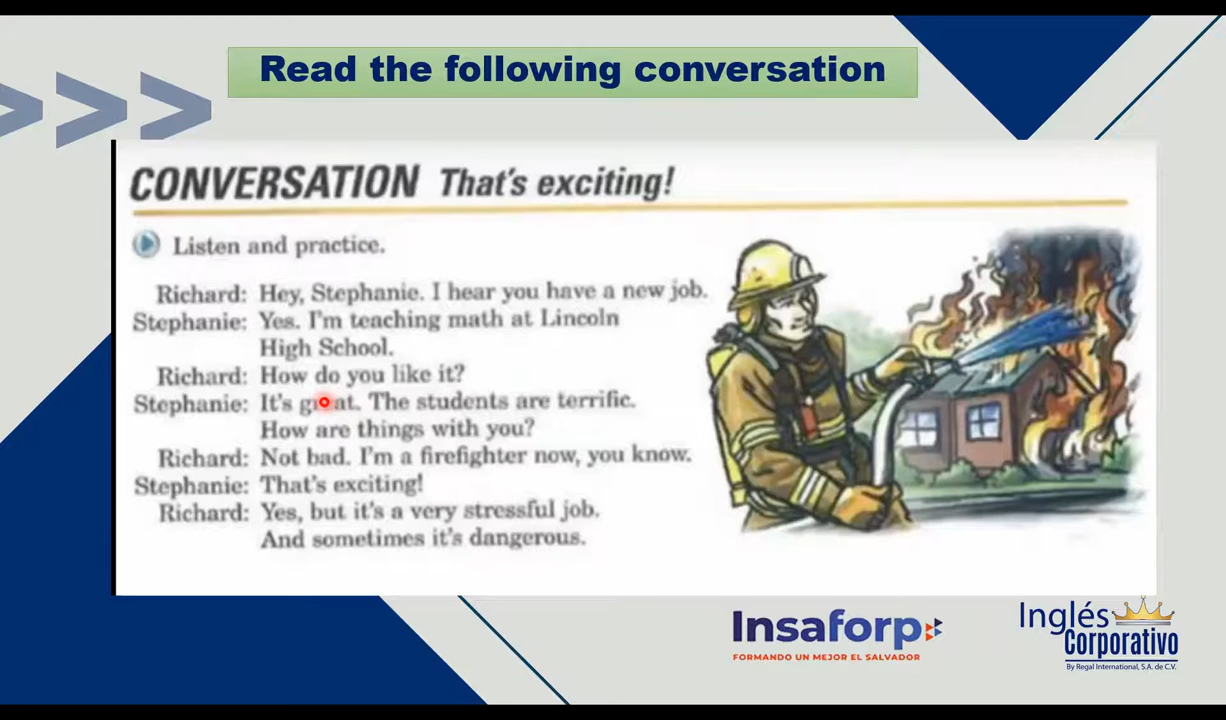 Read the following conversation
CONVERSATION That's exciting!
Listen and practice.
Richard: Hey, Stephanie. I hear you have a new job.
Stephanie: Yes. I'm teaching math at Lincoln
High School.
Richard: How do you like it?
Stephanie: It's great. The students are terrific.
How are things with you?
Richard: Not bad. I'm a firefighter now, you know.
Stephanie: That's exciting!
Richard: Yes, but it's a very stressful job.
And sometimes it's dangerous.
Insaforp
FORMANDO UN MEJOR EL SALVADOR
Inglés
Corporativo
By Regal International, S.A. de C.V.